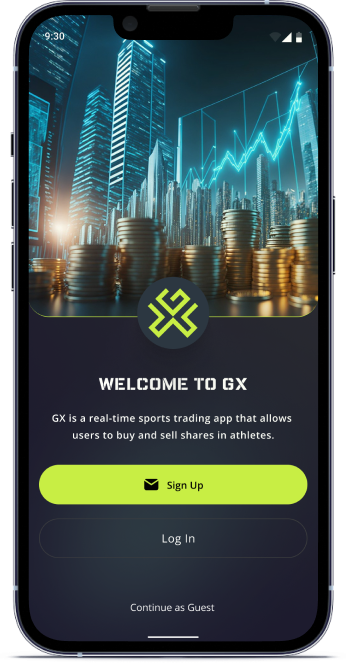 9:30
WELCOME TO GX
GX is a real-time sports trading app that allows
users to buy and sell shares in athletes.
Sign Up
Log In
Continue as Guest